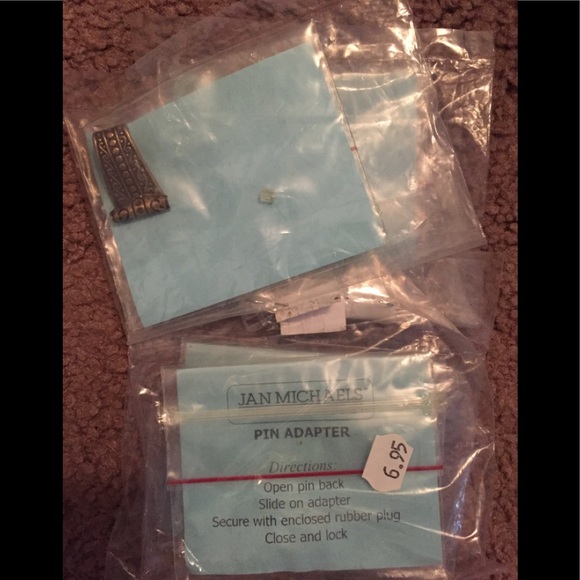 JAN MICHAELS
PIN ADAPTER
Directions:
Open pin back
Slide on adapter
Secure with enclosed rubber plug
Close and lock
6.95